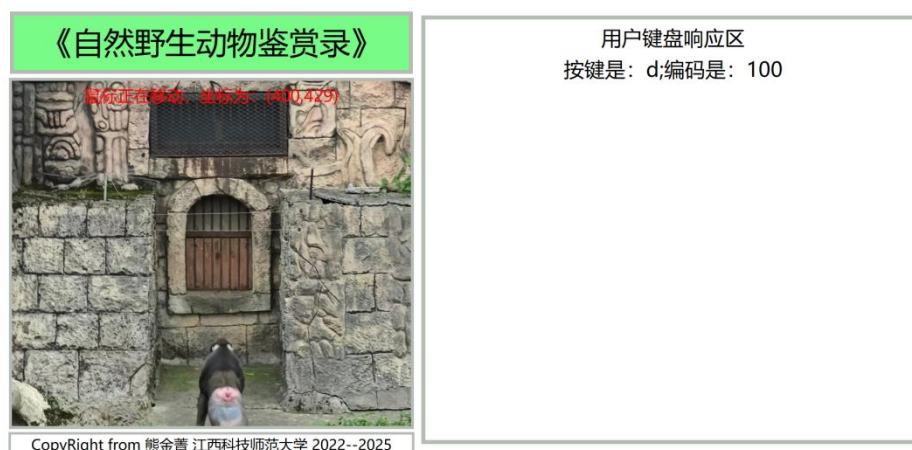 《自然野生动物鉴赏录》
鼠标正在移动，坐标为：(400,429)
CopyRight from 熊金菁 江西科技师范大学 2022--2025
用户键盘响应区
按键是：d;编码是：100